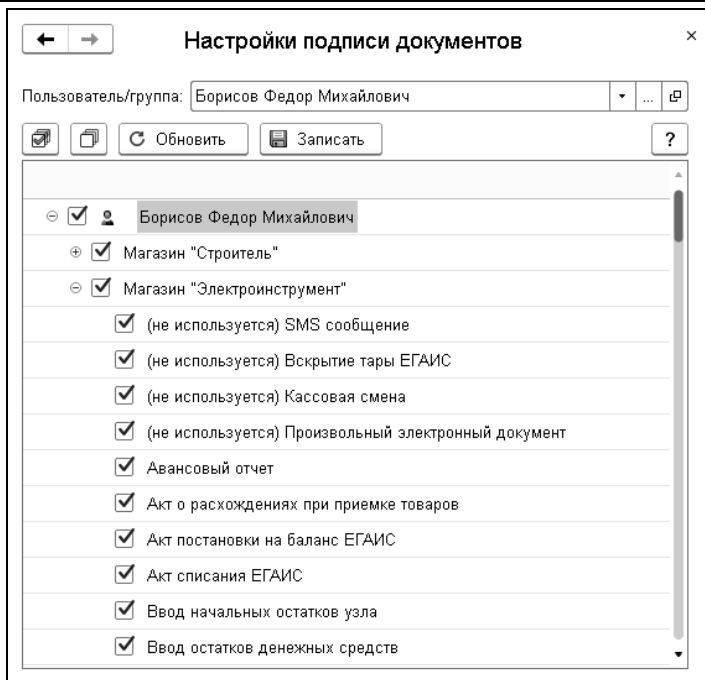 Настройки подписи документов
Пользователь/группа: Борисов Федор Михайлович ...
Обновить Записать ?
Борисов Федор Михайлович
Магазин "Строитель"
Магазин "Электроинструмент"
(не используется) SMS сообщение
(не используется) Вскрытие тары ЕГАИС
(не используется) Кассовая смена
(не используется) Произвольный электронный документ
Авансовый отчет
Акт о расхождениях при приемке товаров
Акт постановки на баланс ЕГАИС
Акт списания ЕГАИС
Ввод начальных остатков узла
Ввод остатков денежных средств